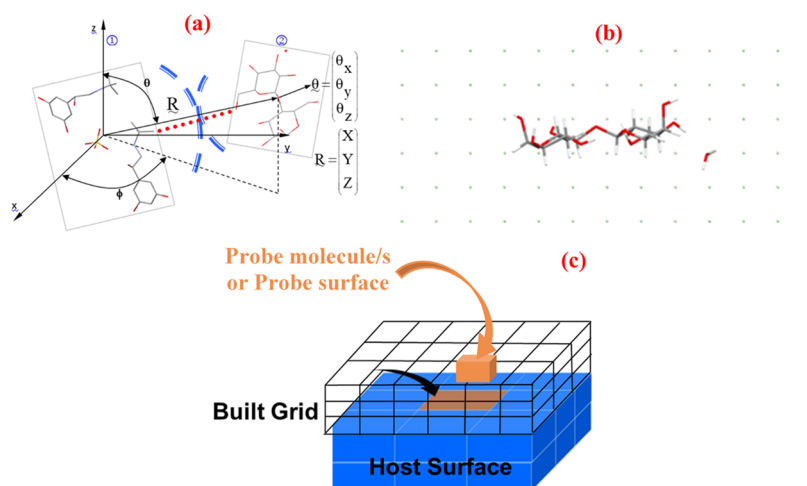 (a)
z
①
②
θ
R
θ = (θx θy θz)
y
R = (X Y Z)
ϕ
x
(b)
Probe molecule/s
or Probe surface
(c)
Built Grid
Host Surface